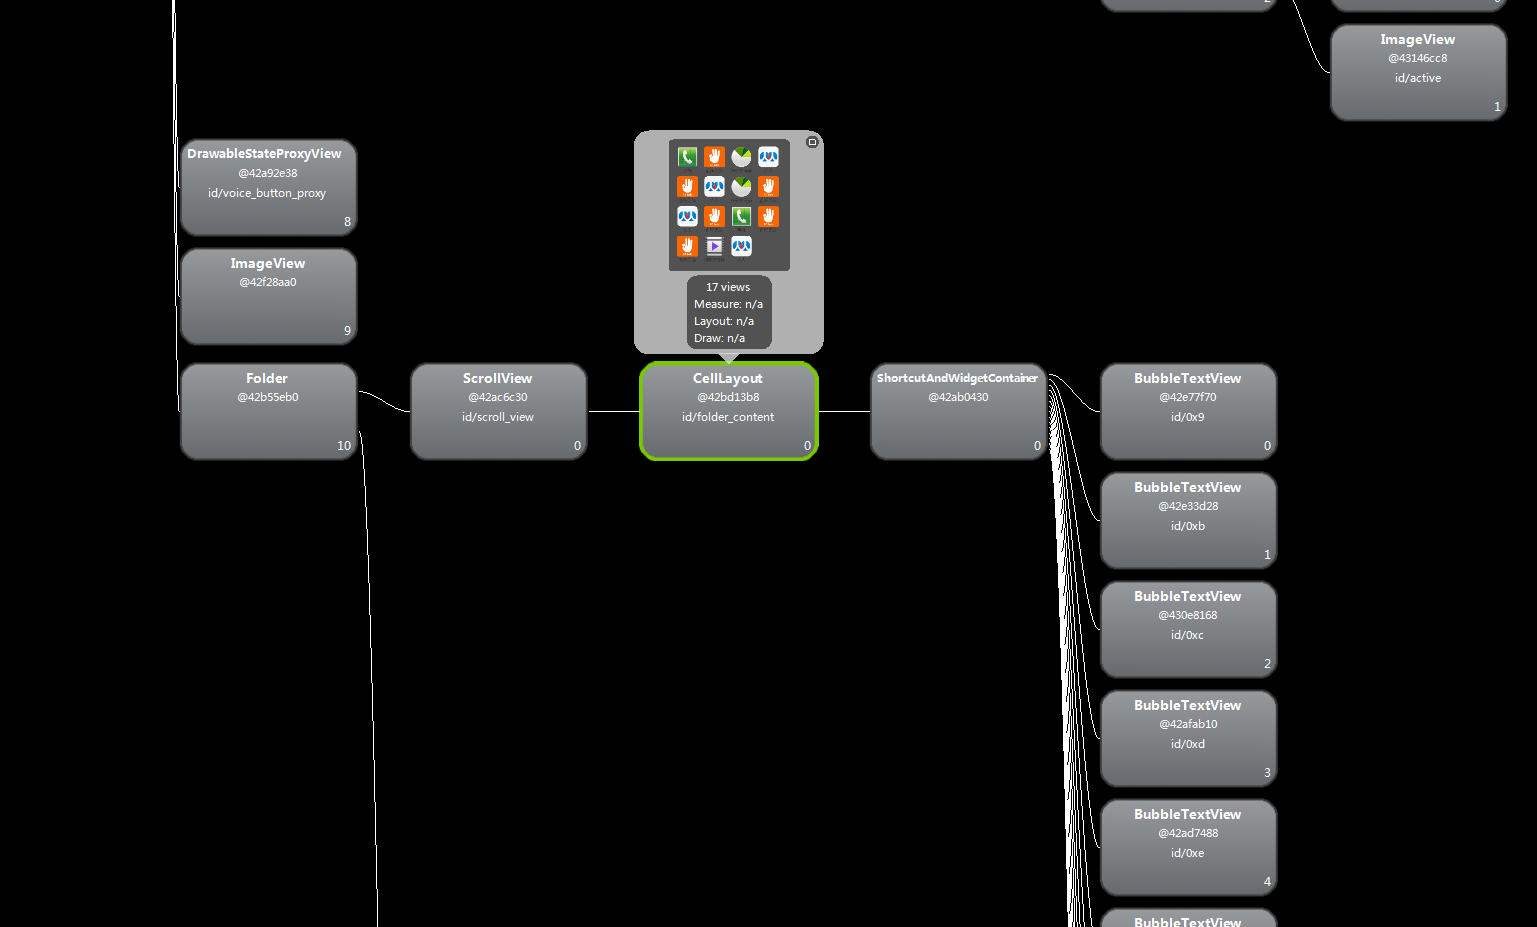 ImageView
@43146cc8
id/active
1
DrawableStateProxyView
@42a92e38
id/voice_button_proxy
8
ImageView
@42f28aa0
9
17 views
Measure: n/a
Layout: n/a
Draw: n/a
Folder
@42b55eb0
10
ScrollView
@42ac6c30
id/scroll_view
0
CellLayout
@42bd13b8
id/folder_content
0
ShortcutAndWidgetContainer
@42ab0430
0
BubbleTextView
@42e77f70
id/0x9
0
BubbleTextView
@42e33d28
id/0xb
1
BubbleTextView
@430e8168
id/0xc
2
BubbleTextView
@42afab10
id/0xd
3
BubbleTextView
@42ad7488
id/0xe
4
BubbleTextView